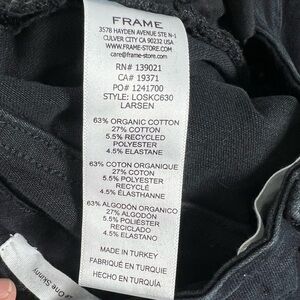 FRAME
3578 HAYDEN AVENUE STE N-1
CULVER CITY CA 90232 USA
WWW.FRAME-STORE.COM
care@frame-store.com
RN# 139021
CA# 19371
PO# 1241700
STYLE: LOSKC630
LARSEN
63% ORGANIC COTTON
27% COTTON
5.5% RECYCLED
POLYESTER
4.5% ELASTANE
63% COTON ORGANIQUE
27% COTON
5.5% POLYESTER
RECYCLÉ
4.5% ÉLASTHANNE
63% ALGODÓN ORGANICO
27% ALGODÓN
5.5% POLIÉSTER
RECICLADO
4.5% ELASTANO
MADE IN TURKEY
FABRIQUÉ EN TURQUIE
HECHO EN TURQUÍA
One Skinny